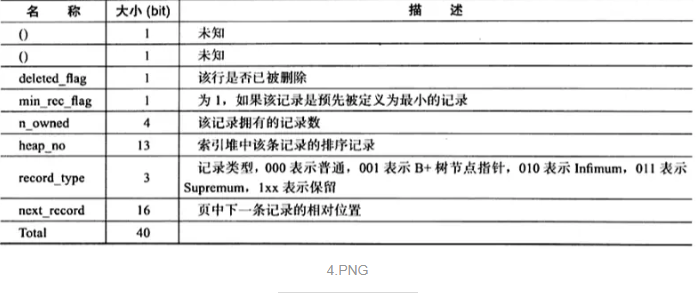 名 称 大小 (bit) 描 述
() 1 未知
() 1 未知
deleted_flag 1 该行是否已被删除
min_rec_flag 1 为 1，如果该记录是预先被定义为最小的记录
n_owned 4 该记录拥有的记录数
heap_no 13 索引堆中该条记录的排序记录
record_type 3 记录类型，000 表示普通，001 表示 B+ 树节点指针，010 表示 Infimum，011 表示
Supremum，1xx 表示保留
next_record 16 页中下一条记录的相对位置
Total 40
4.PNG